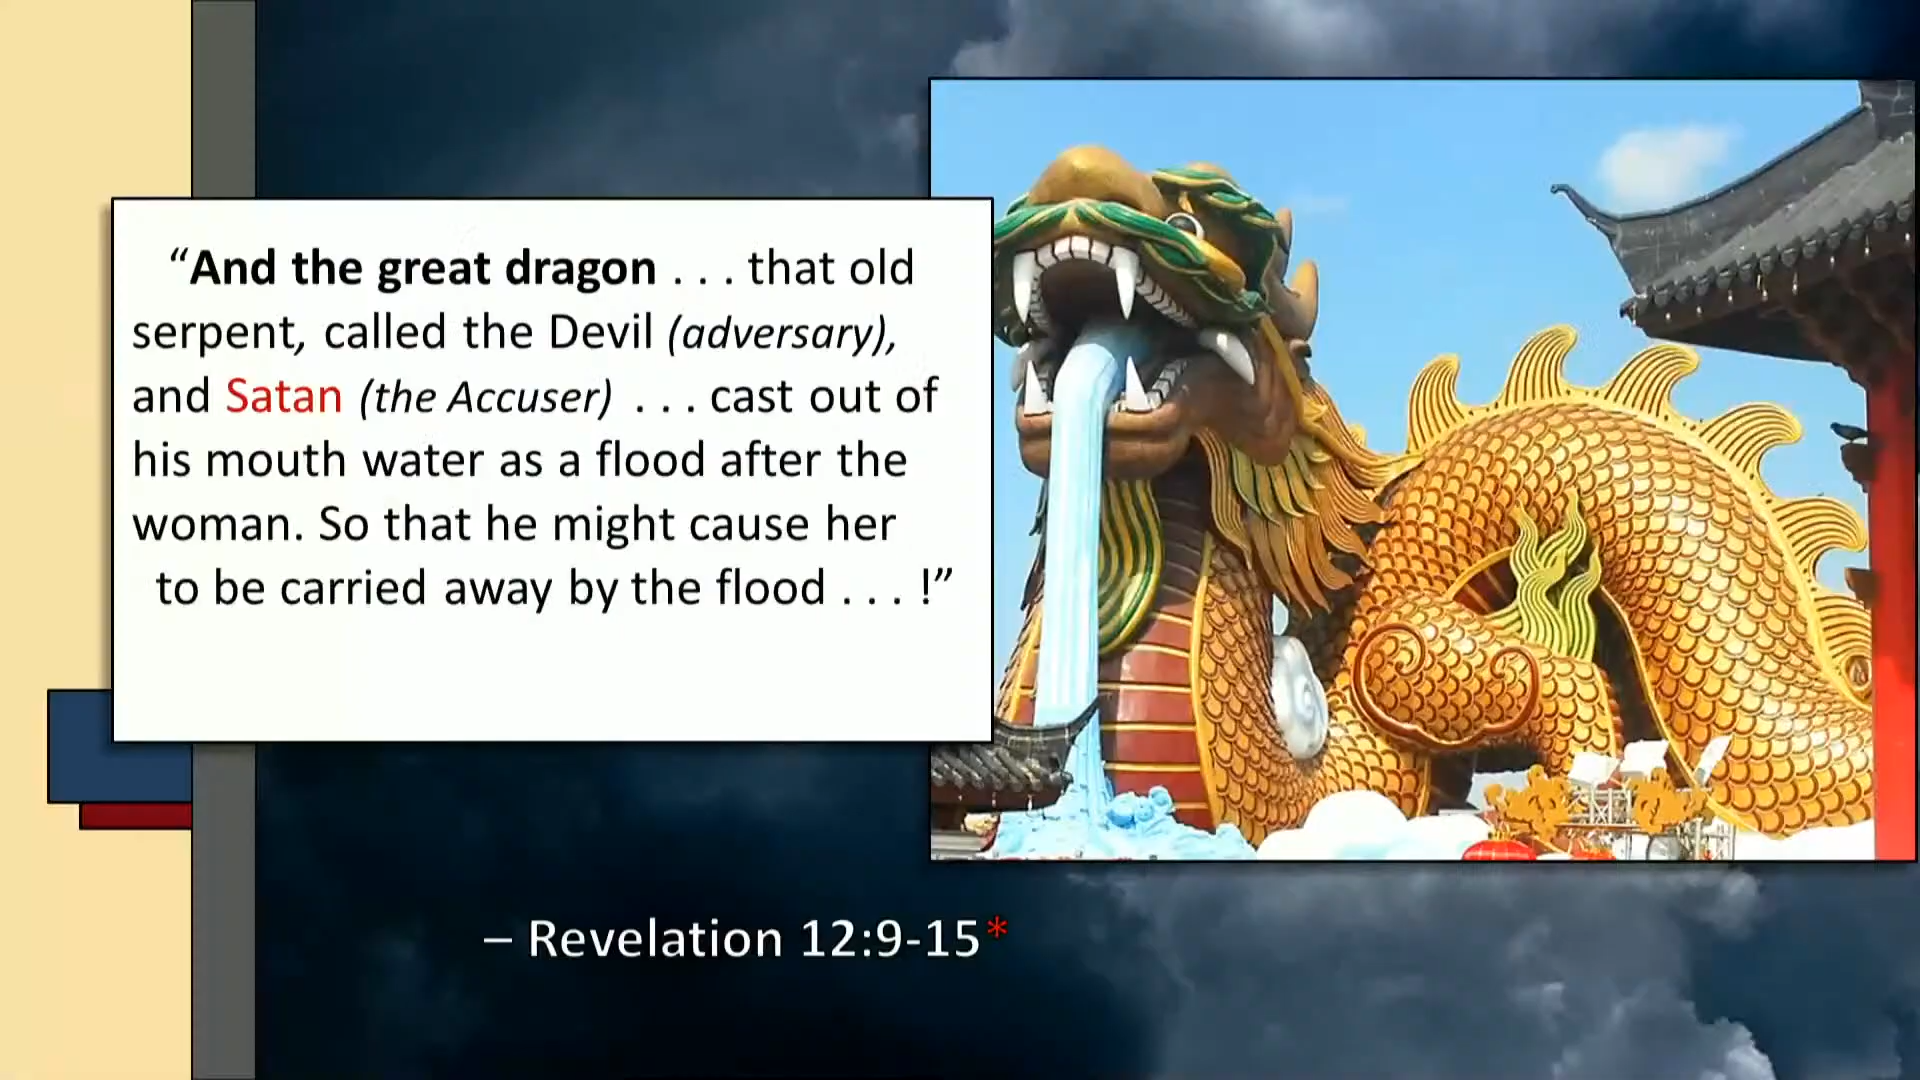 “And the great dragon . . . that old
serpent, called the Devil (adversary),
and Satan (the Accuser) . . . cast out of
his mouth water as a flood after the
woman. So that he might cause her
to be carried away by the flood . . . !”
– Revelation 12:9-15*